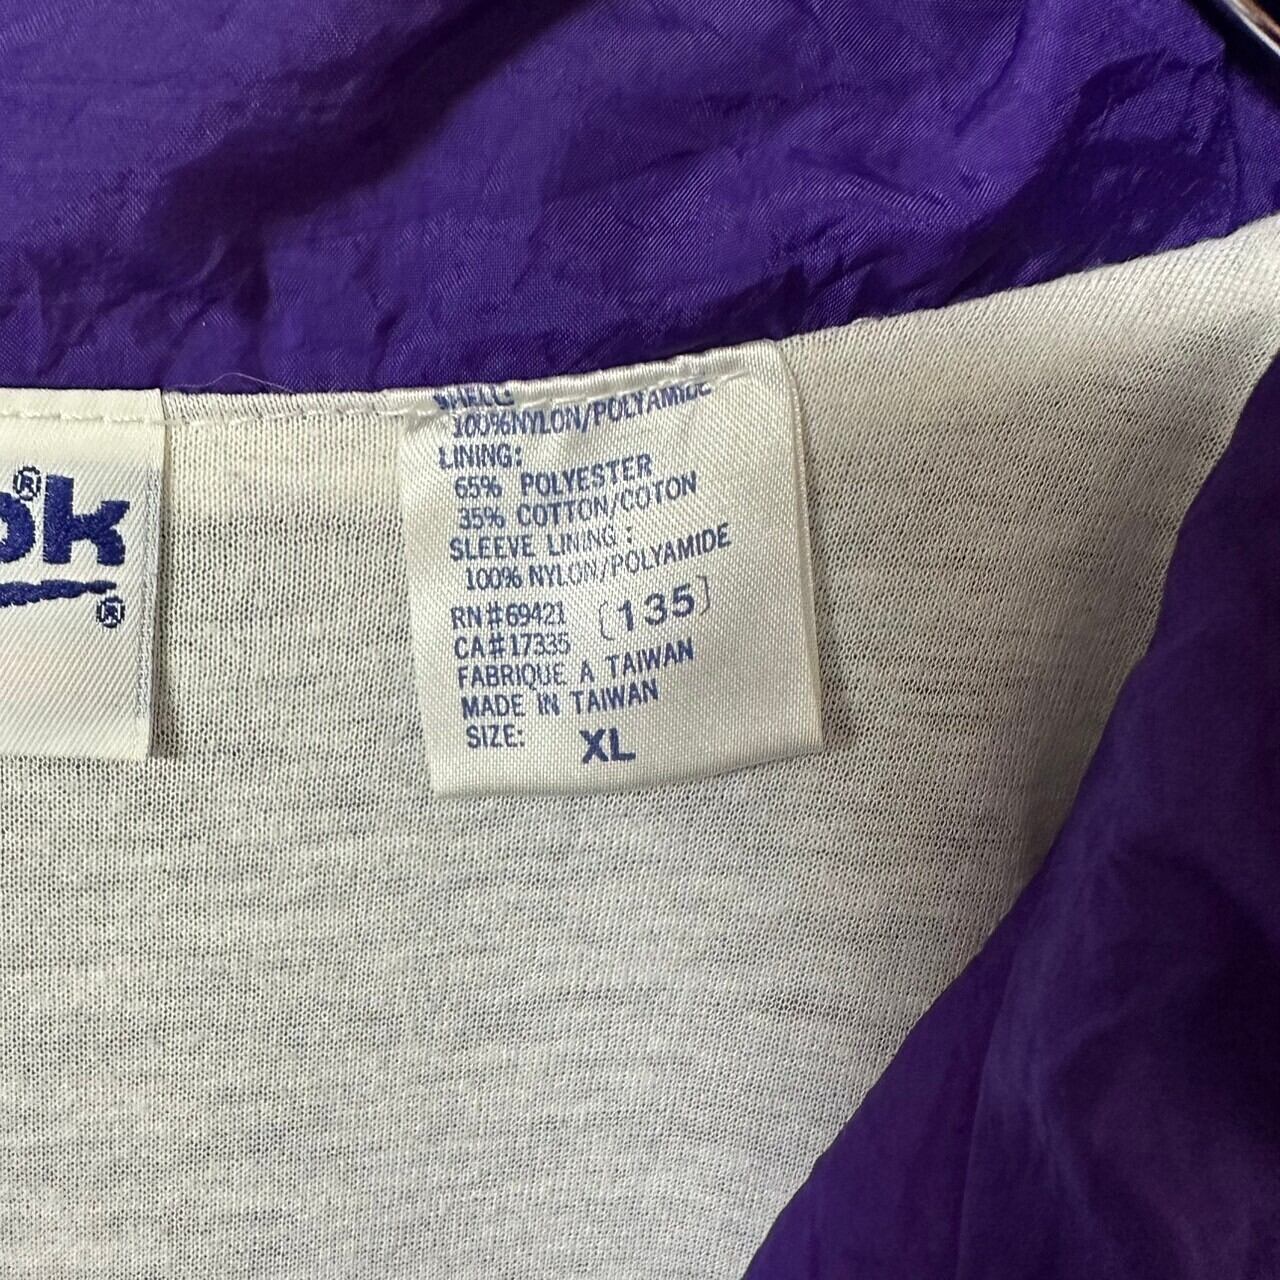 ok®
®
SHELL:
100%NYLON/POLYAMIDE
LINING:
65% POLYESTER
35% COTTON/COTON
SLEEVE LINING:
100% NYLON/POLYAMIDE
RN#69421 [135]
CA#17335
FABRIQUE A TAIWAN
MADE IN TAIWAN
SIZE: XL